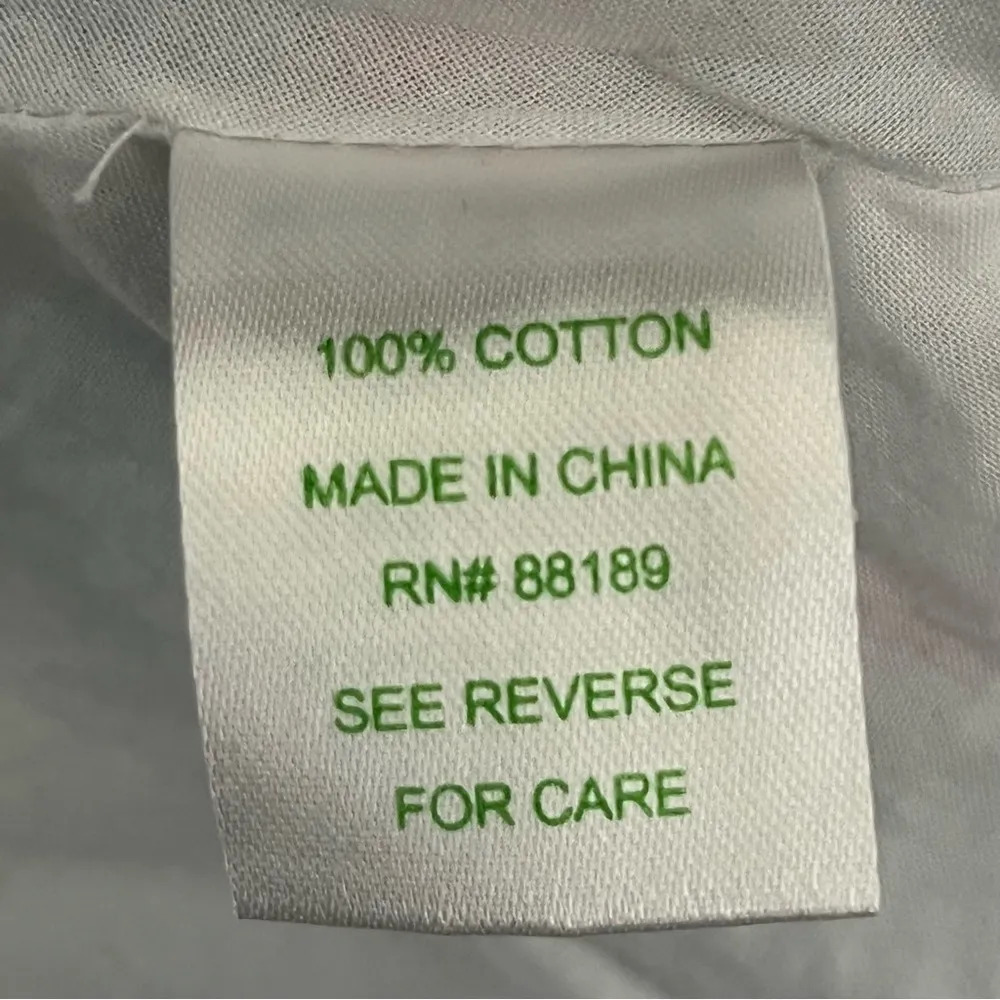 100% COTTON
MADE IN CHINA
RN# 88189
SEE REVERSE
FOR CARE